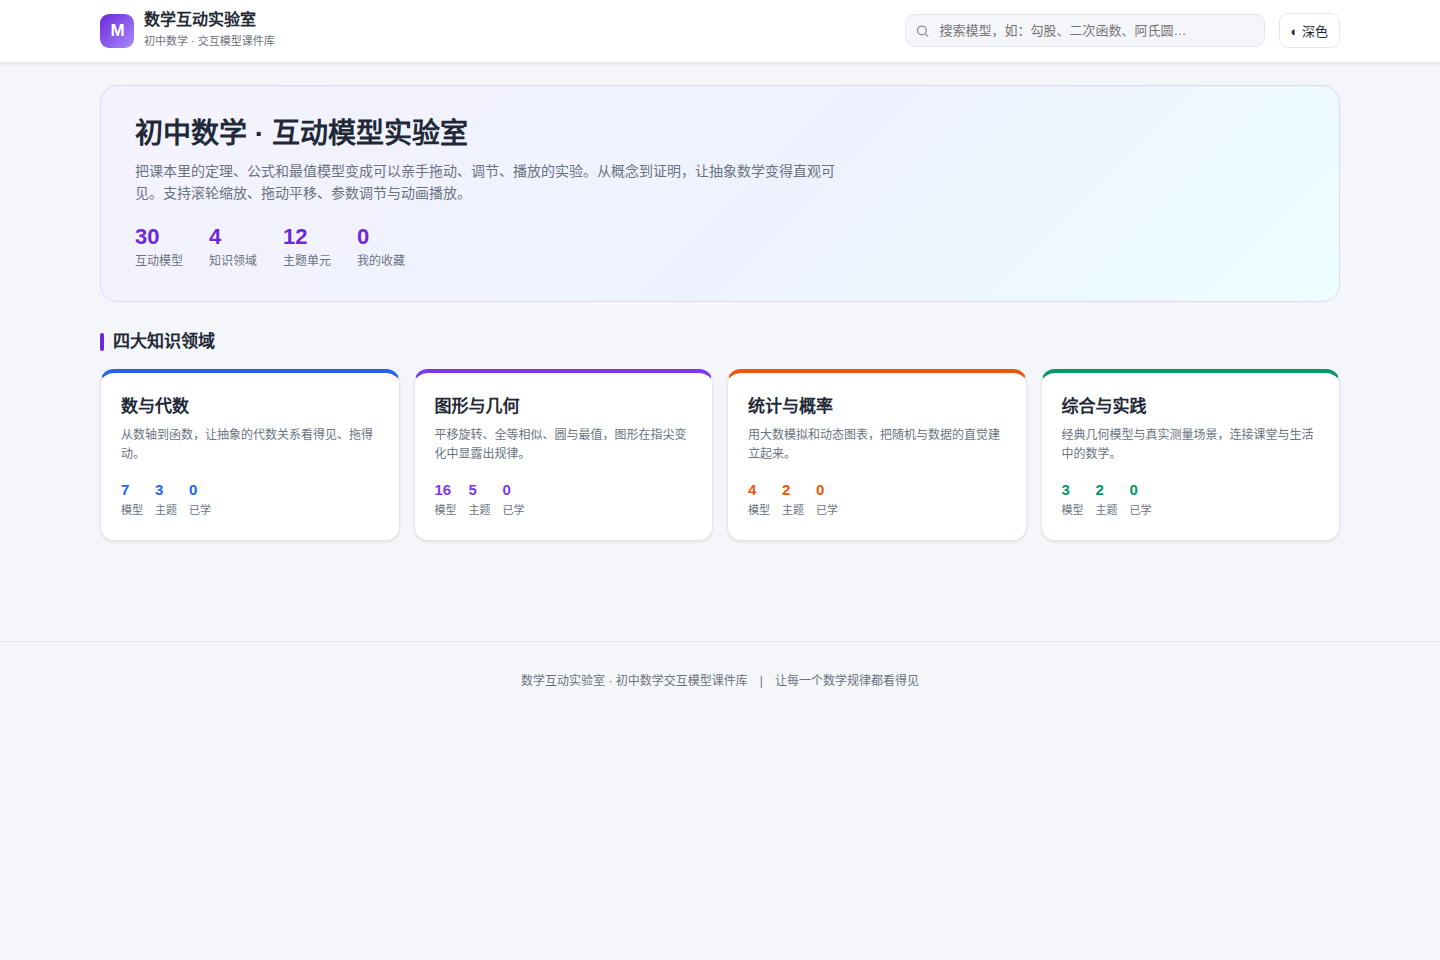 M
数学互动实验室
初中数学 · 交互模型课件库
搜索模型，如：勾股、二次函数、阿氏圆…
深色
初中数学 · 互动模型实验室
把课本里的定理、公式和最值模型变成可以亲手拖动、调节、播放的实验。从概念到证明，让抽象数学变得直观可
见。支持滚轮缩放、拖动平移、参数调节与动画播放。
30 4 12 0
互动模型 知识领域 主题单元 我的收藏
四大知识领域
数与代数
从数轴到函数，让抽象的代数关系看得见、拖得
动。
7 3 0
模型 主题 已学
图形与几何
平移旋转、全等相似、圆与最值，图形在指尖变
化中显露出规律。
16 5 0
模型 主题 已学
统计与概率
用大数模拟和动态图表，把随机与数据的直觉建
立起来。
4 2 0
模型 主题 已学
综合与实践
经典几何模型与真实测量场景，连接课堂与生活
中的数学。
3 2 0
模型 主题 已学
数学互动实验室 · 初中数学交互模型课件库 | 让每一个数学规律都看得见